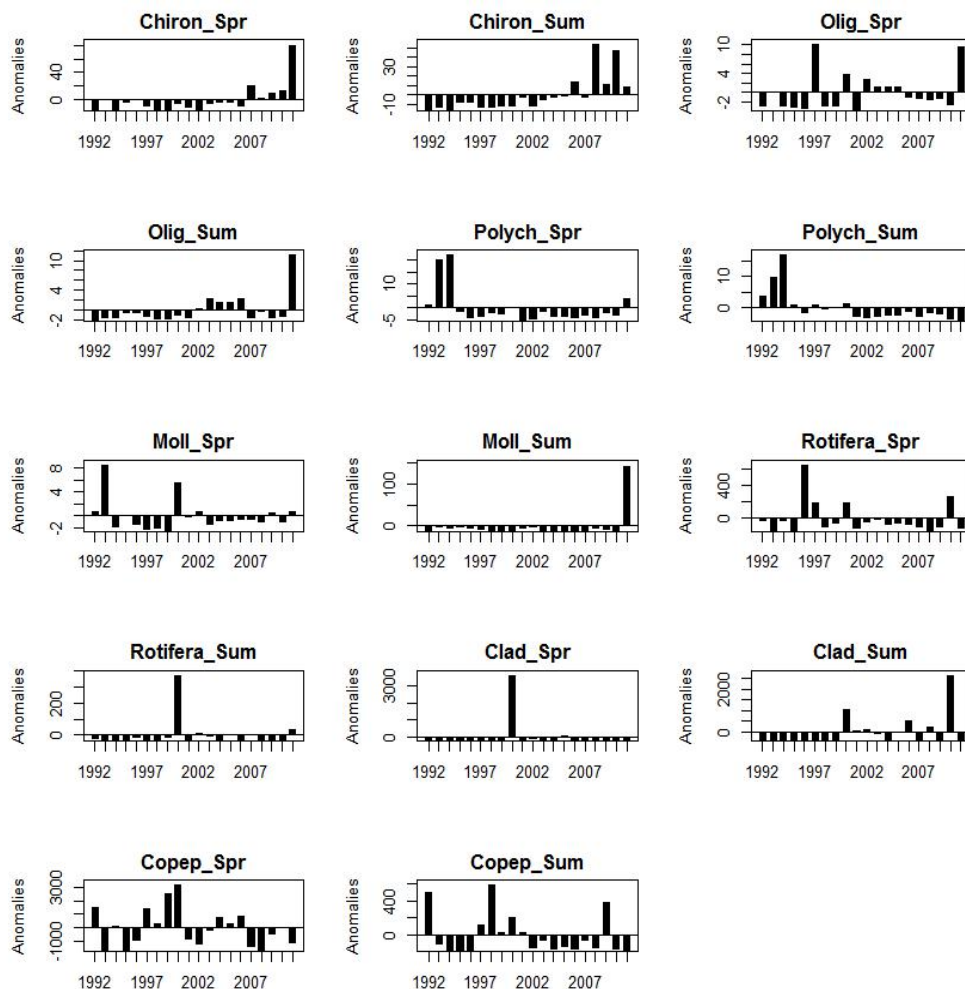 Chiron_Spr
Anomalies
40
0
1992 1997 2002 2007
Chiron_Sum
Anomalies
30
-10
1992 1997 2002 2007
Olig_Spr
Anomalies
10
4
-2
1992 1997 2002 2007
Olig_Sum
Anomalies
10
4
-2
1992 1997 2002 2007
Polych_Spr
Anomalies
10
-5
1992 1997 2002 2007
Polych_Sum
Anomalies
10
0
1992 1997 2002 2007
Moll_Spr
Anomalies
8
4
-2
1992 1997 2002 2007
Moll_Sum
Anomalies
100
0
1992 1997 2002 2007
Rotifera_Spr
Anomalies
400
0
1992 1997 2002 2007
Rotifera_Sum
Anomalies
200
0
1992 1997 2002 2007
Clad_Spr
Anomalies
3000
0
1992 1997 2002 2007
Clad_Sum
Anomalies
2000
0
1992 1997 2002 2007
Copep_Spr
Anomalies
3000
-1000
1992 1997 2002 2007
Copep_Sum
Anomalies
400
0
1992 1997 2002 2007